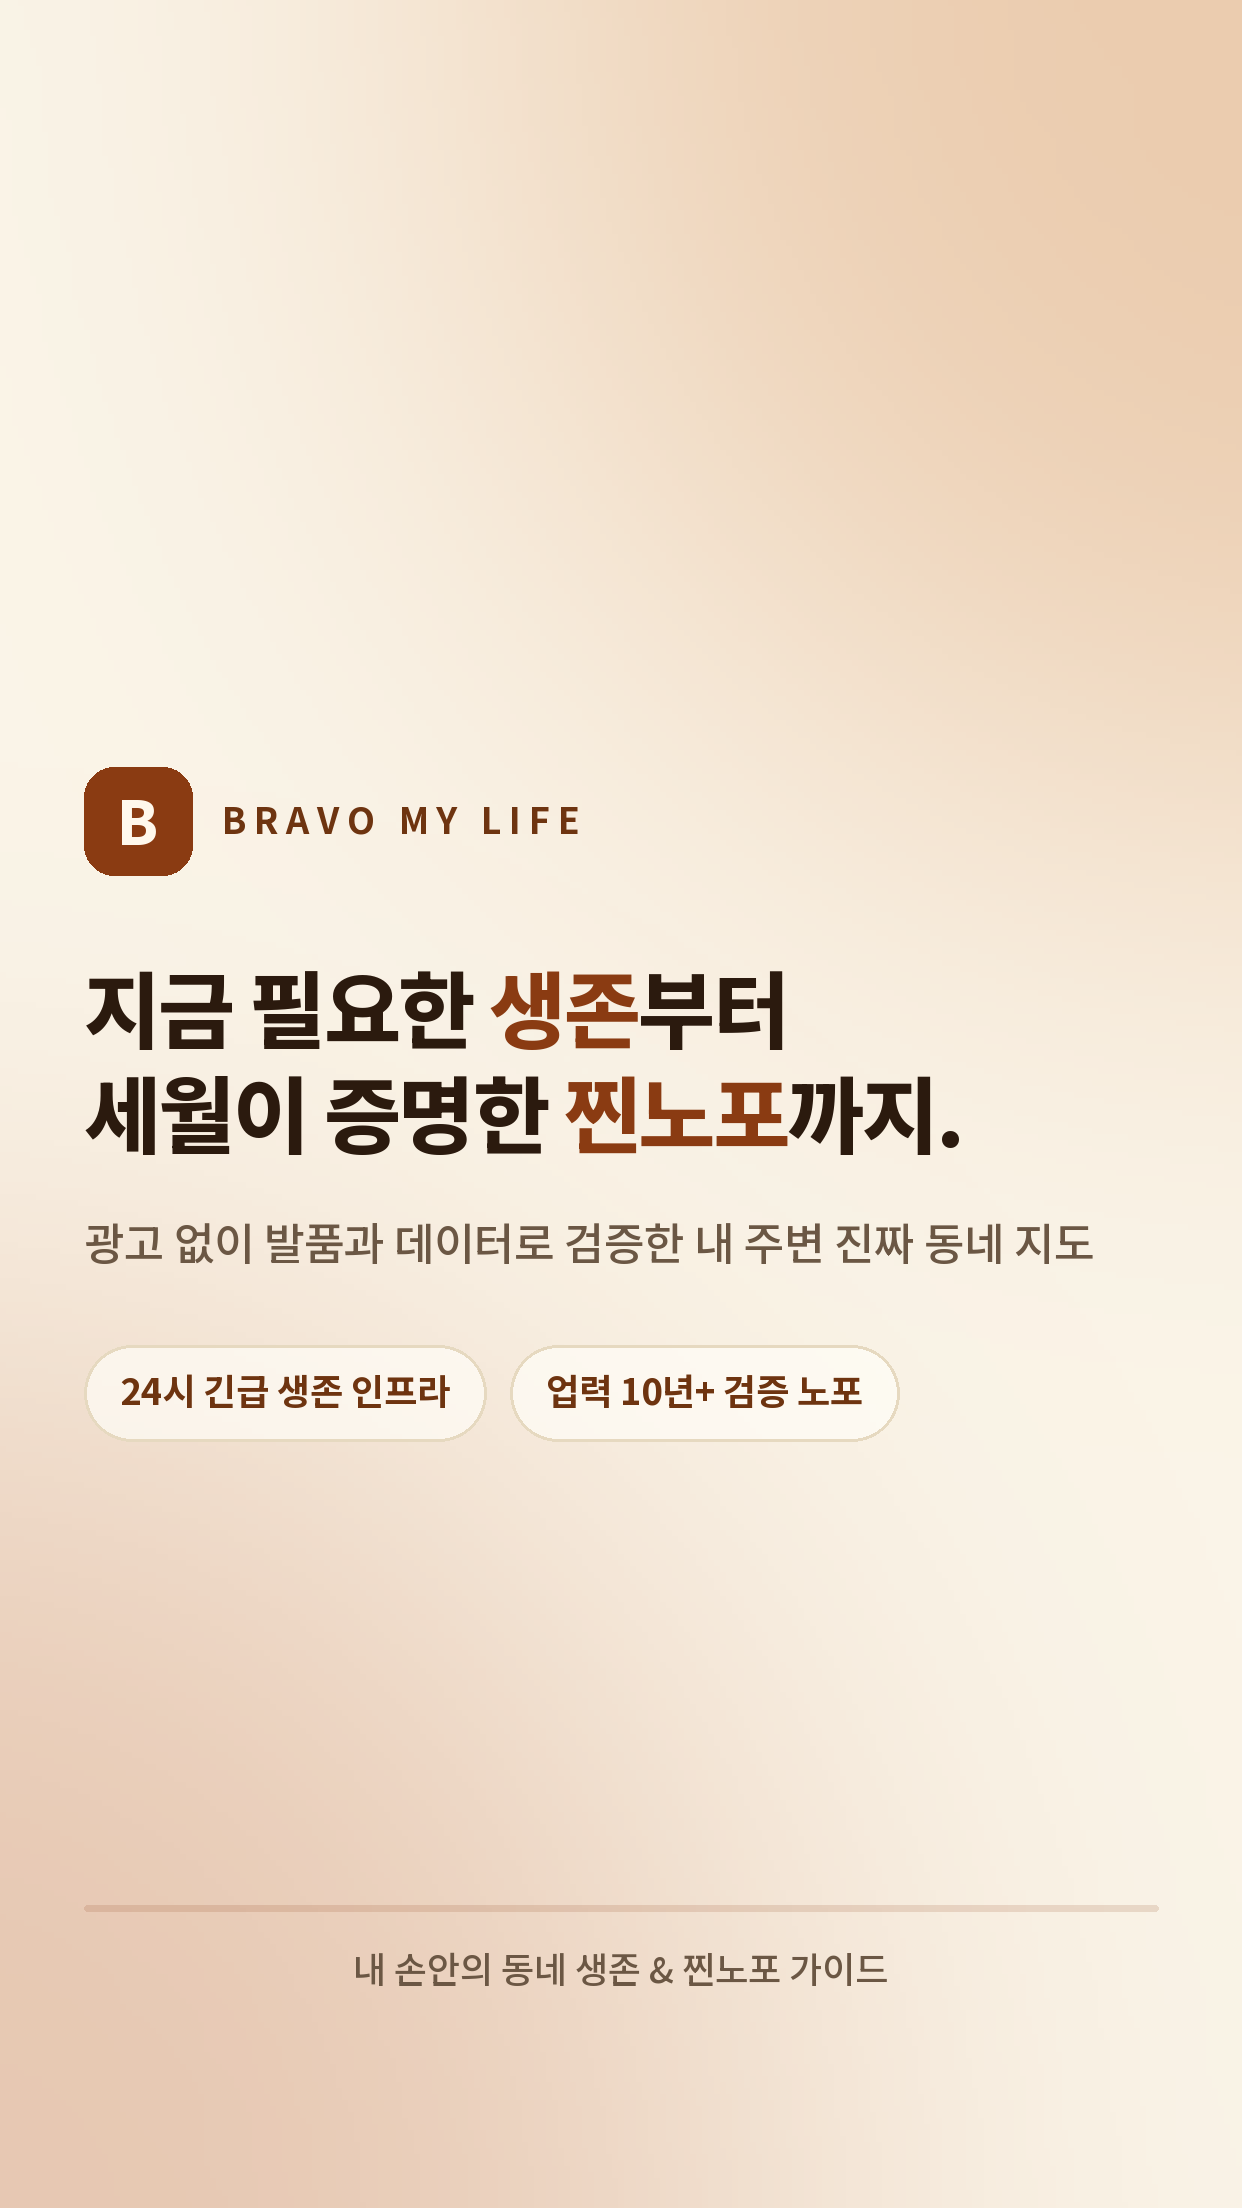 B
BRAVO MY LIFE
지금 필요한 생존부터
세월이 증명한 찐노포까지.
광고 없이 발품과 데이터로 검증한 내 주변 진짜 동네 지도
24시 긴급 생존 인프라
업력 10년+ 검증 노포
내 손안의 동네 생존 & 찐노포 가이드